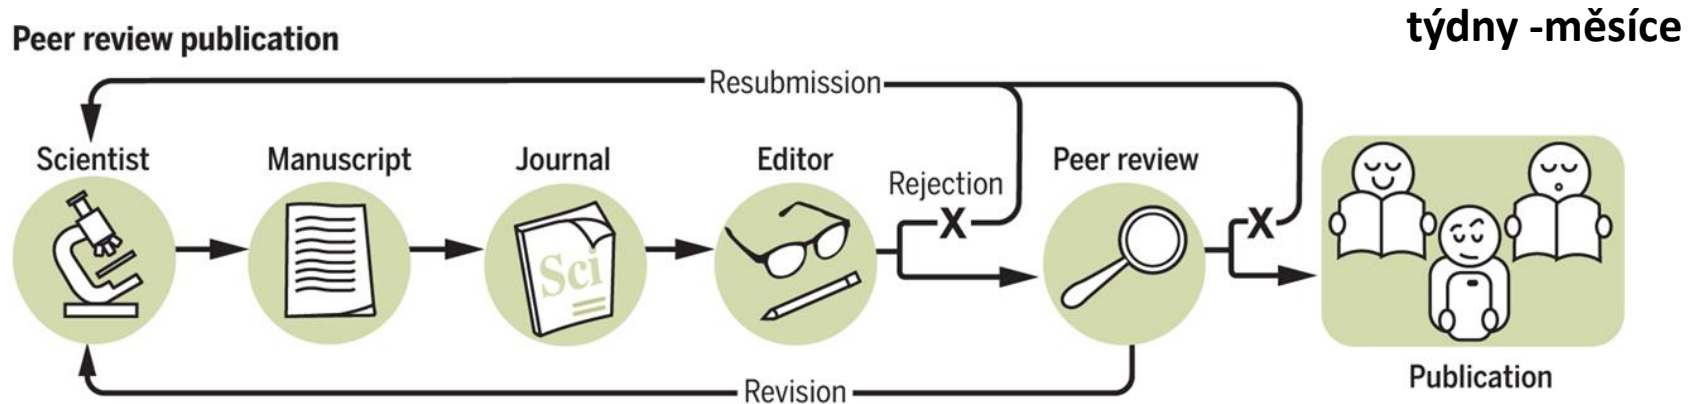 týdny -měsíce
Peer review publication
Resubmission
Scientist
Manuscript
Journal
Editor
Rejection
Peer review
X
X
Sci
Revision
Publication